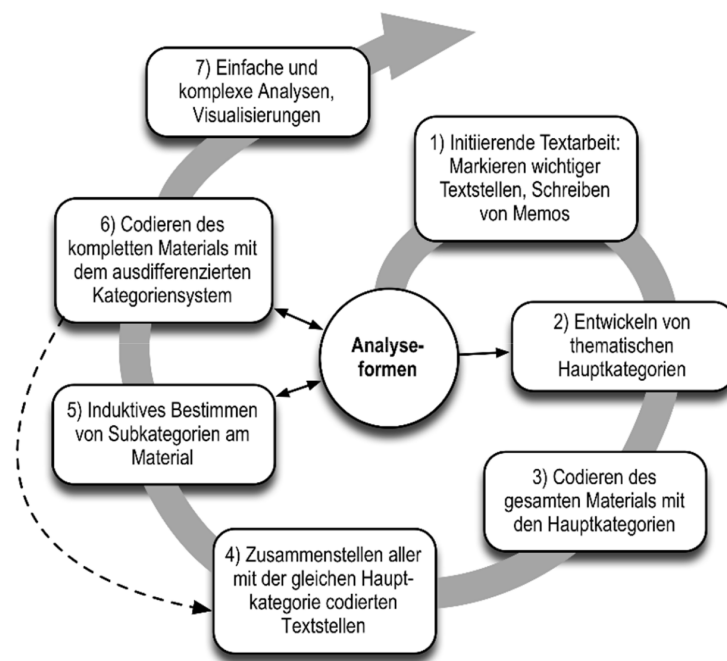 7) Einfache und
komplexe Analysen,
Visualisierungen
1) Initiierende Textarbeit:
Markieren wichtiger
Textstellen, Schreiben
von Memos
6) Codieren des
kompletten Materials mit
dem ausdifferenzierten
Kategoriensystem
Analyse-
formen
2) Entwickeln von
thematischen
Hauptkategorien
5) Induktives Bestimmen
von Subkategorien am
Material
3) Codieren des
gesamten Materials mit
den Hauptkategorien
4) Zusammenstellen aller
mit der gleichen Haupt-
kategorie codierten
Textstellen